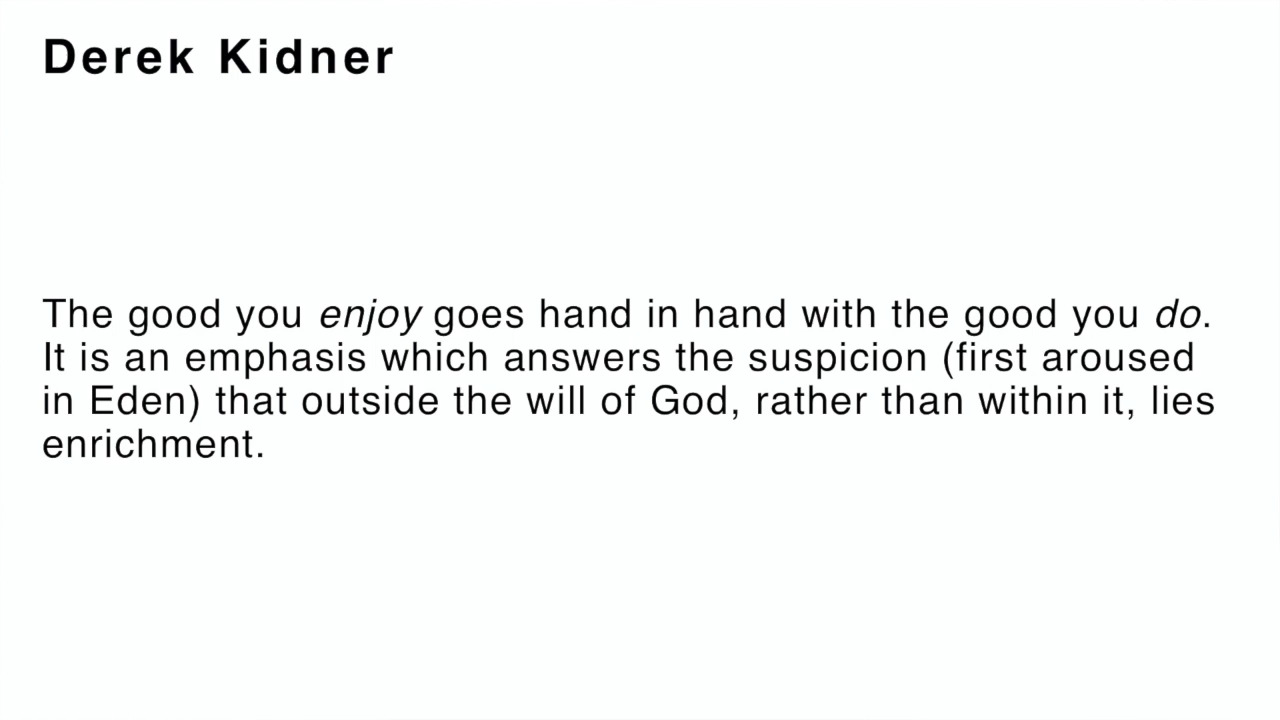 Derek Kidner
The good you enjoy goes hand in hand with the good you do.
It is an emphasis which answers the suspicion (first aroused
in Eden) that outside the will of God, rather than within it, lies
enrichment.